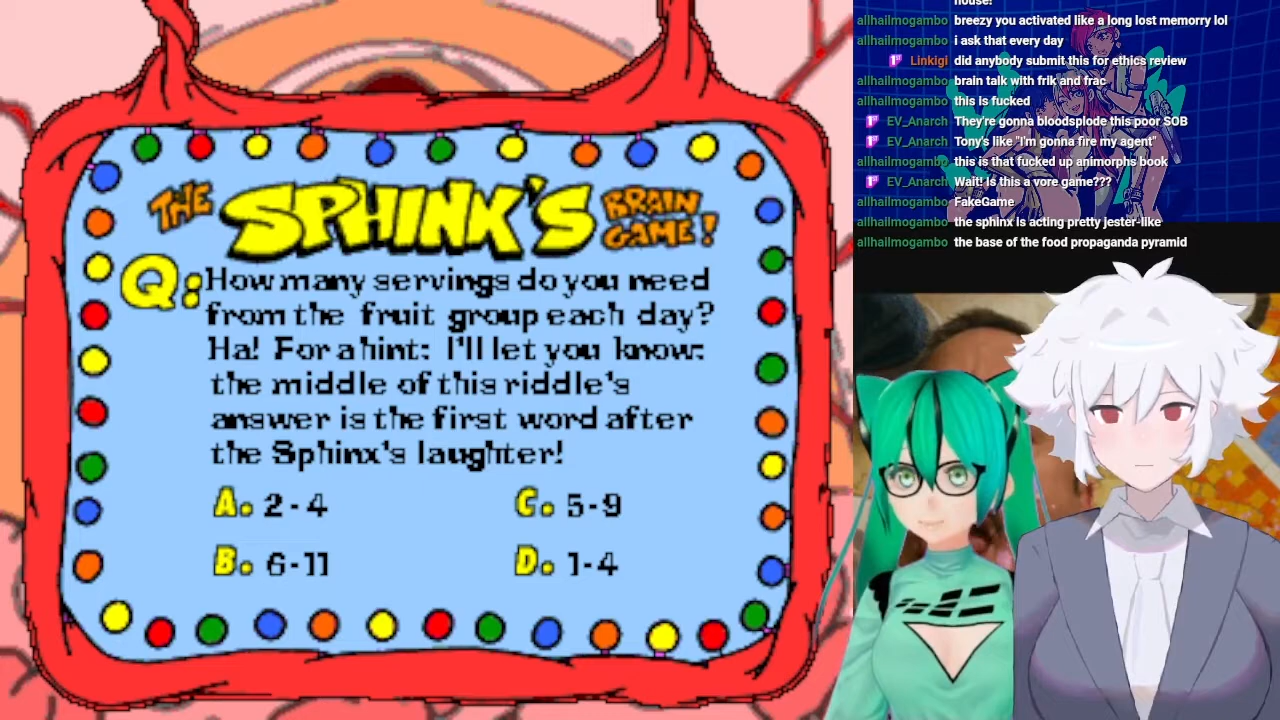 THE SPHINK'S BRAIN GAME!
Q: How many servings do you need
from the fruit group each day?
Ha! For a hint: I'll let you know:
the middle of this riddle's
answer is the first word after
the Sphinx's laughter!
A. 2-4
C. 5-9
B. 6-11
D. 1-4
house!
allhailmogambo breezy you activated like a long lost memorry lol
allhailmogambo i ask that every day
Linkigi did anybody submit this for ethics review
allhailmogambo brain talk with frik and frac
allhailmogambo this is fucked
EV_Anarch They're gonna bloodsplode this poor SOB
EV_Anarch Tony's like "I'm gonna fire my agent"
allhailmogambo this is that fucked up animorphs book
EV_Anarch Wait! Is this a vore game???
allhailmogambo FakeGame
allhailmogambo the sphinx is acting pretty jester-like
allhailmogambo the base of the food propaganda pyramid